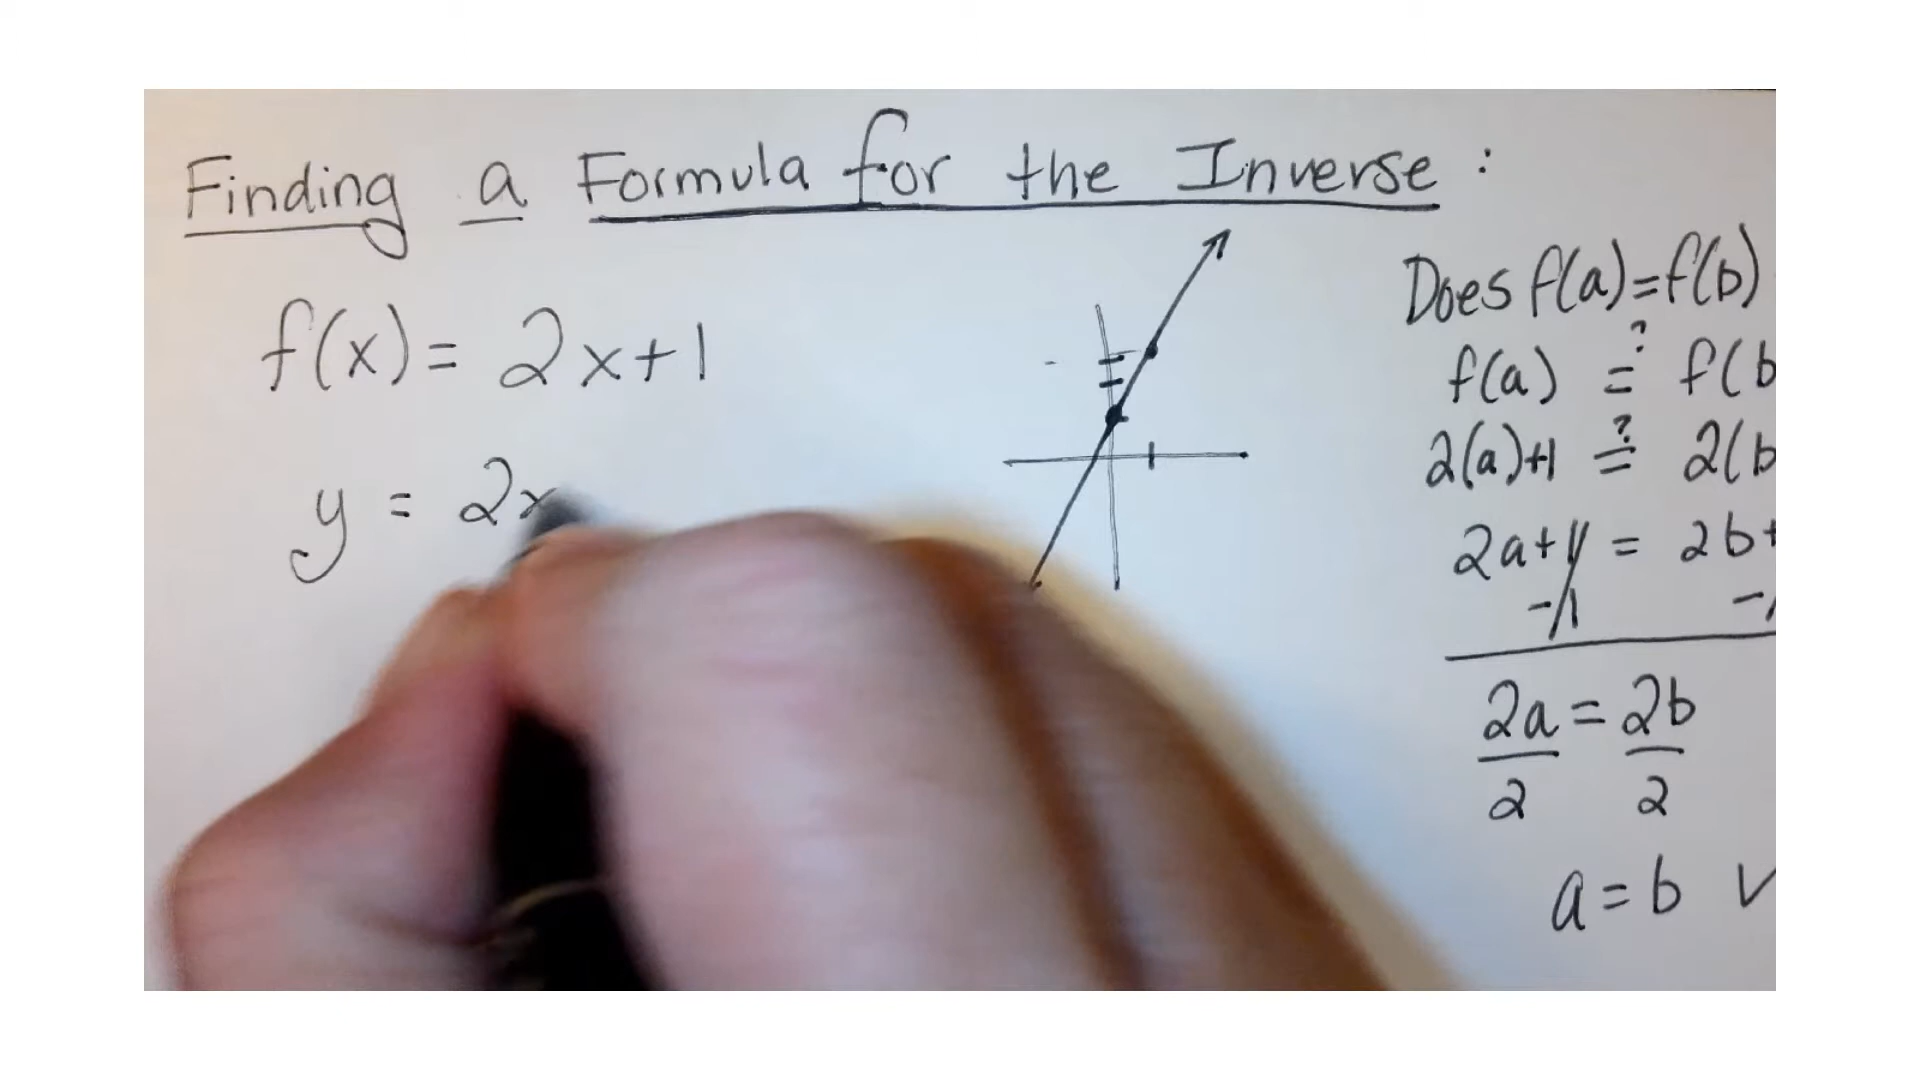 Finding a Formula for the Inverse :
f(x) = 2x+1
y = 2x
Does f(a)=f(b)
f(a) ≟ f(b
2(a)+1 ≟ 2(b
2a+1 = 2b+
-1 -1
2a = 2b
2 2
a = b ✓